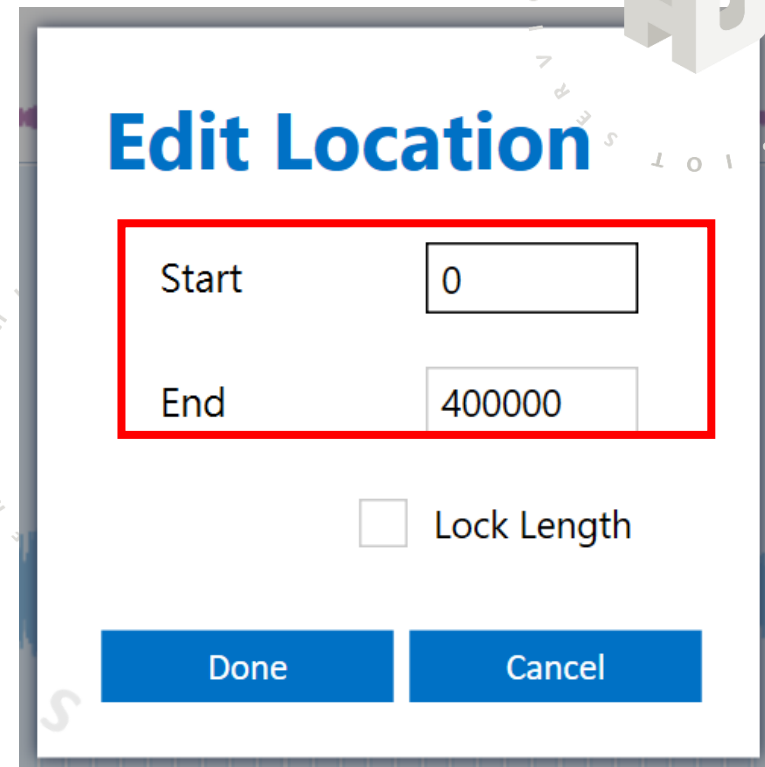 Edit Location
Start 0
End 400000
Lock Length
Done Cancel